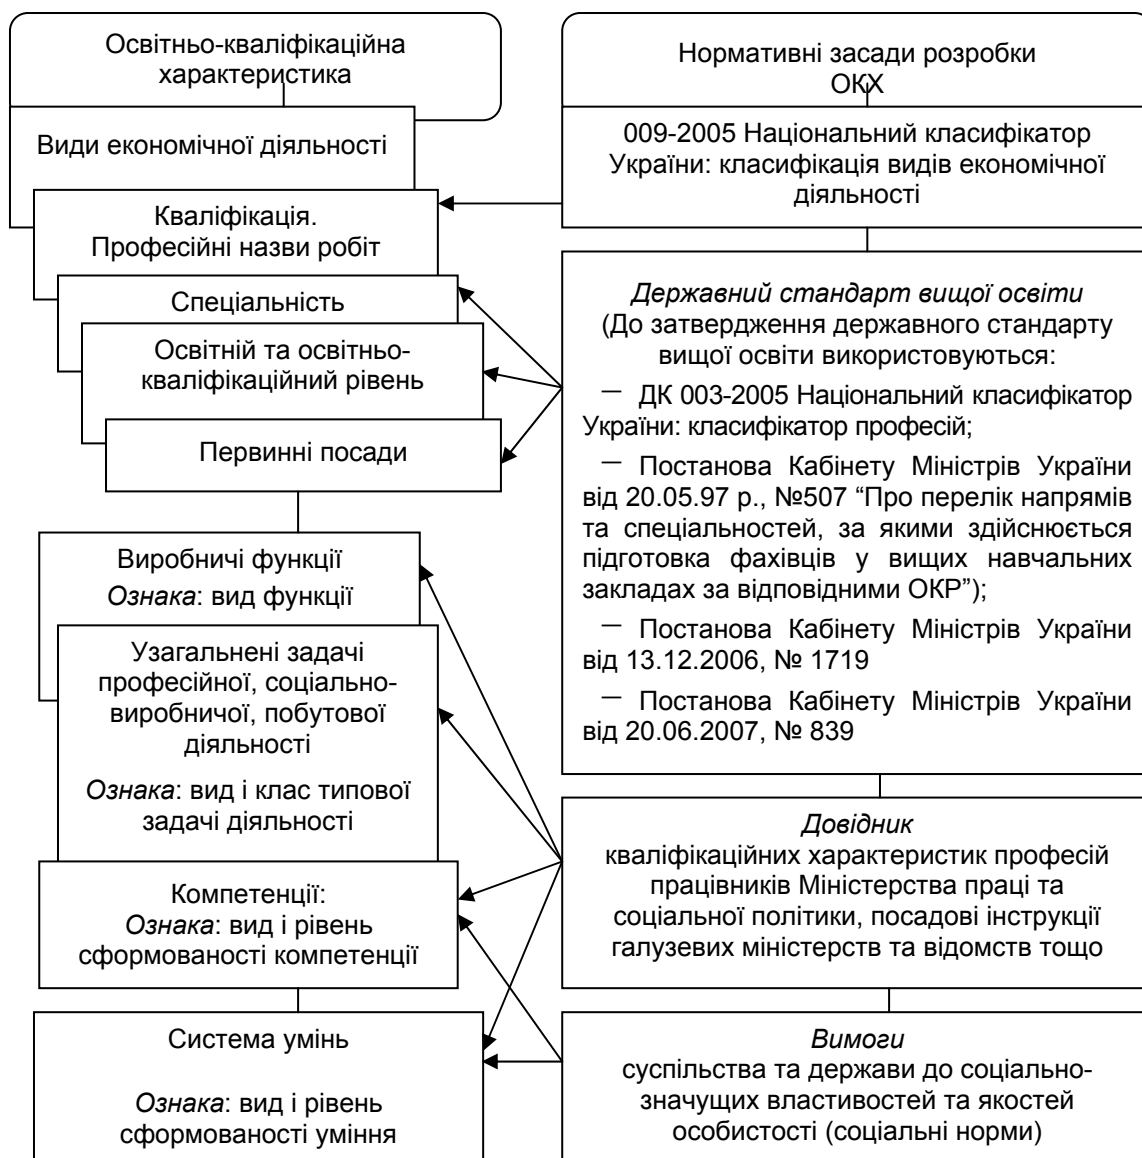 Освітньо-кваліфікаційна
характеристика
Види економічної діяльності
Кваліфікація.
Професійні назви робіт
Спеціальність
Освітній та освітньо-
кваліфікаційний рівень
Первинні посади
Виробничі функції
Ознака: вид функції
Узагальнені задачі
професійної, соціально-
виробничої, побутової
діяльності
Ознака: вид і клас типової
задачі діяльності
Компетенції:
Ознака: вид і рівень
сформованості компетенції
Система умінь
Ознака: вид і рівень
сформованості уміння
Нормативні засади розробки
ОКХ
009-2005 Національний класифікатор
України: класифікація видів економічної
діяльності
Державний стандарт вищої освіти
(До затвердження державного стандарту
вищої освіти використовуються:
— ДК 003-2005 Національний класифікатор
України: класифікатор професій;
— Постанова Кабінету Міністрів України
від 20.05.97 р., №507 “Про перелік напрямів
та спеціальностей, за якими здійснюється
підготовка фахівців у вищих навчальних
закладах за відповідними ОКР”);
— Постанова Кабінету Міністрів України
від 13.12.2006, № 1719
— Постанова Кабінету Міністрів України
від 20.06.2007, № 839
Довідник
кваліфікаційних характеристик професій
працівників Міністерства праці та
соціальної політики, посадові інструкції
галузевих міністерств та відомств тощо
Вимоги
суспільства та держави до соціально-
значущих властивостей та якостей
особистості (соціальні норми)